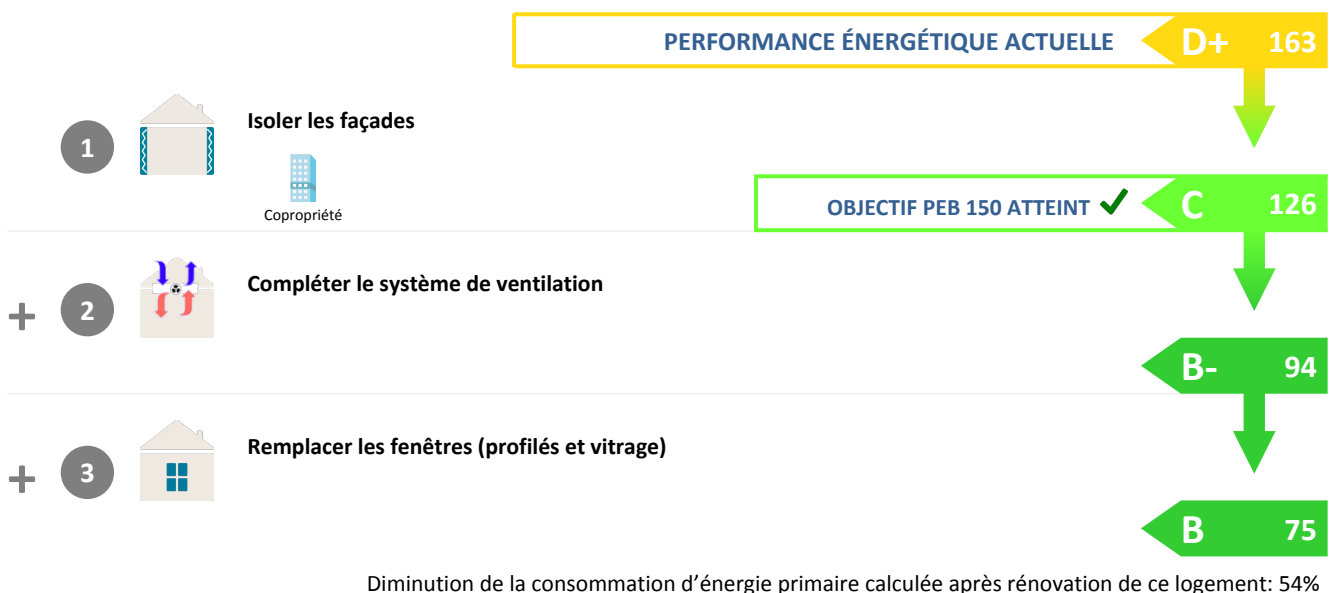 PERFORMANCE ÉNERGÉTIQUE ACTUELLE D+ 163
1 Isoler les façades
Copropriété
OBJECTIF PEB 150 ATTEINT ✔ C 126
+ 2 Compléter le système de ventilation
B- 94
+ 3 Remplacer les fenêtres (profilés et vitrage)
B 75
Diminution de la consommation d’énergie primaire calculée après rénovation de ce logement: 54%